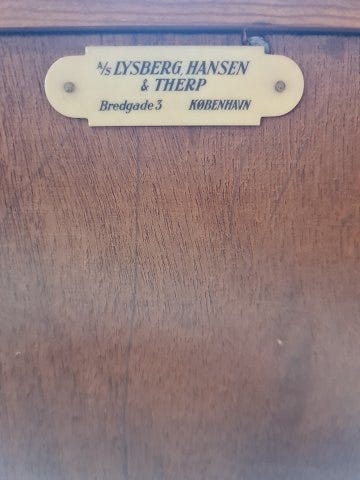 A/S LYSBERG, HANSEN
& THERP
Bredgade 3 KØBENHAVN